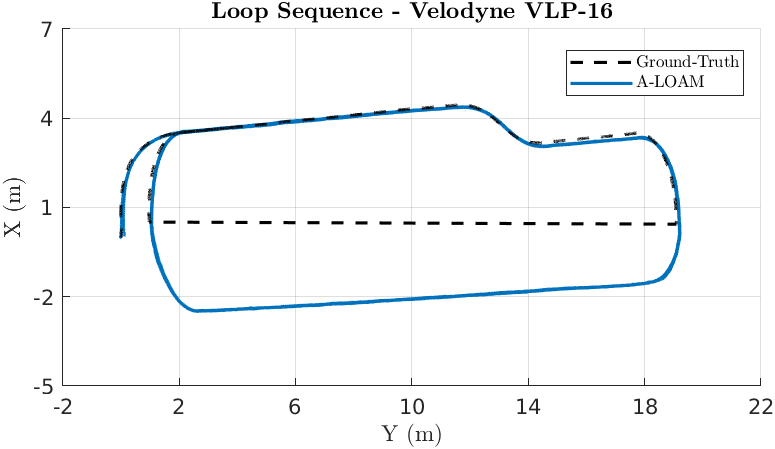 Loop Sequence - Velodyne VLP-16
Ground-Truth
A-LOAM
7
4
1
-2
-5
X (m)
-2
2
6
10
14
18
22
Y (m)